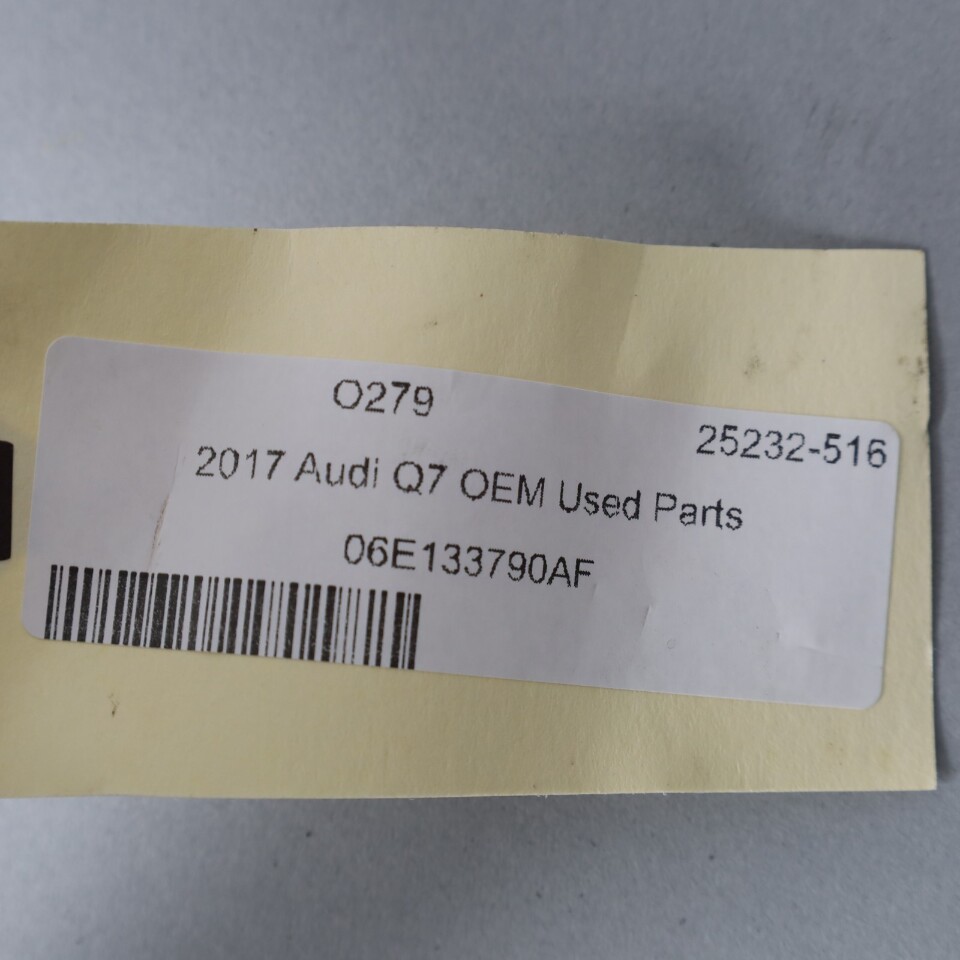 O279
25232-516
2017 Audi Q7 OEM Used Parts
06E133790AF